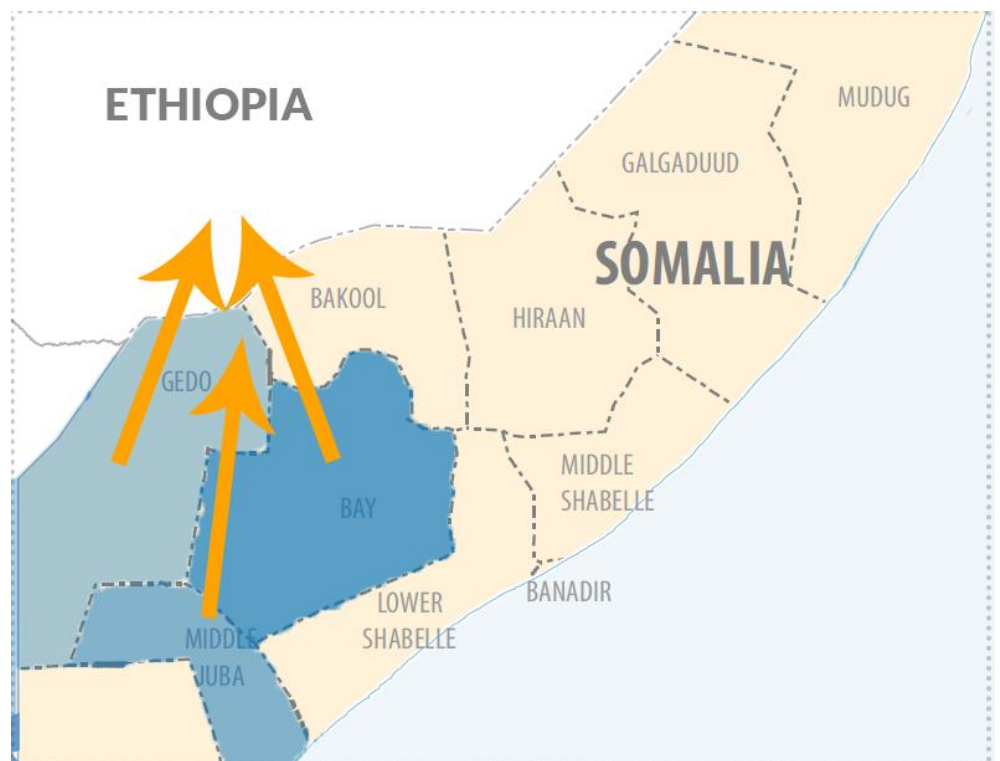 ETHIOPIA
MUDUG
GALGADUUD
SOMALIA
BAKOOL
HIRAAN
GEDO
MIDDLE
SHABELLE
BAY
BANADIR
LOWER
SHABELLE
MIDDLE
JUBA